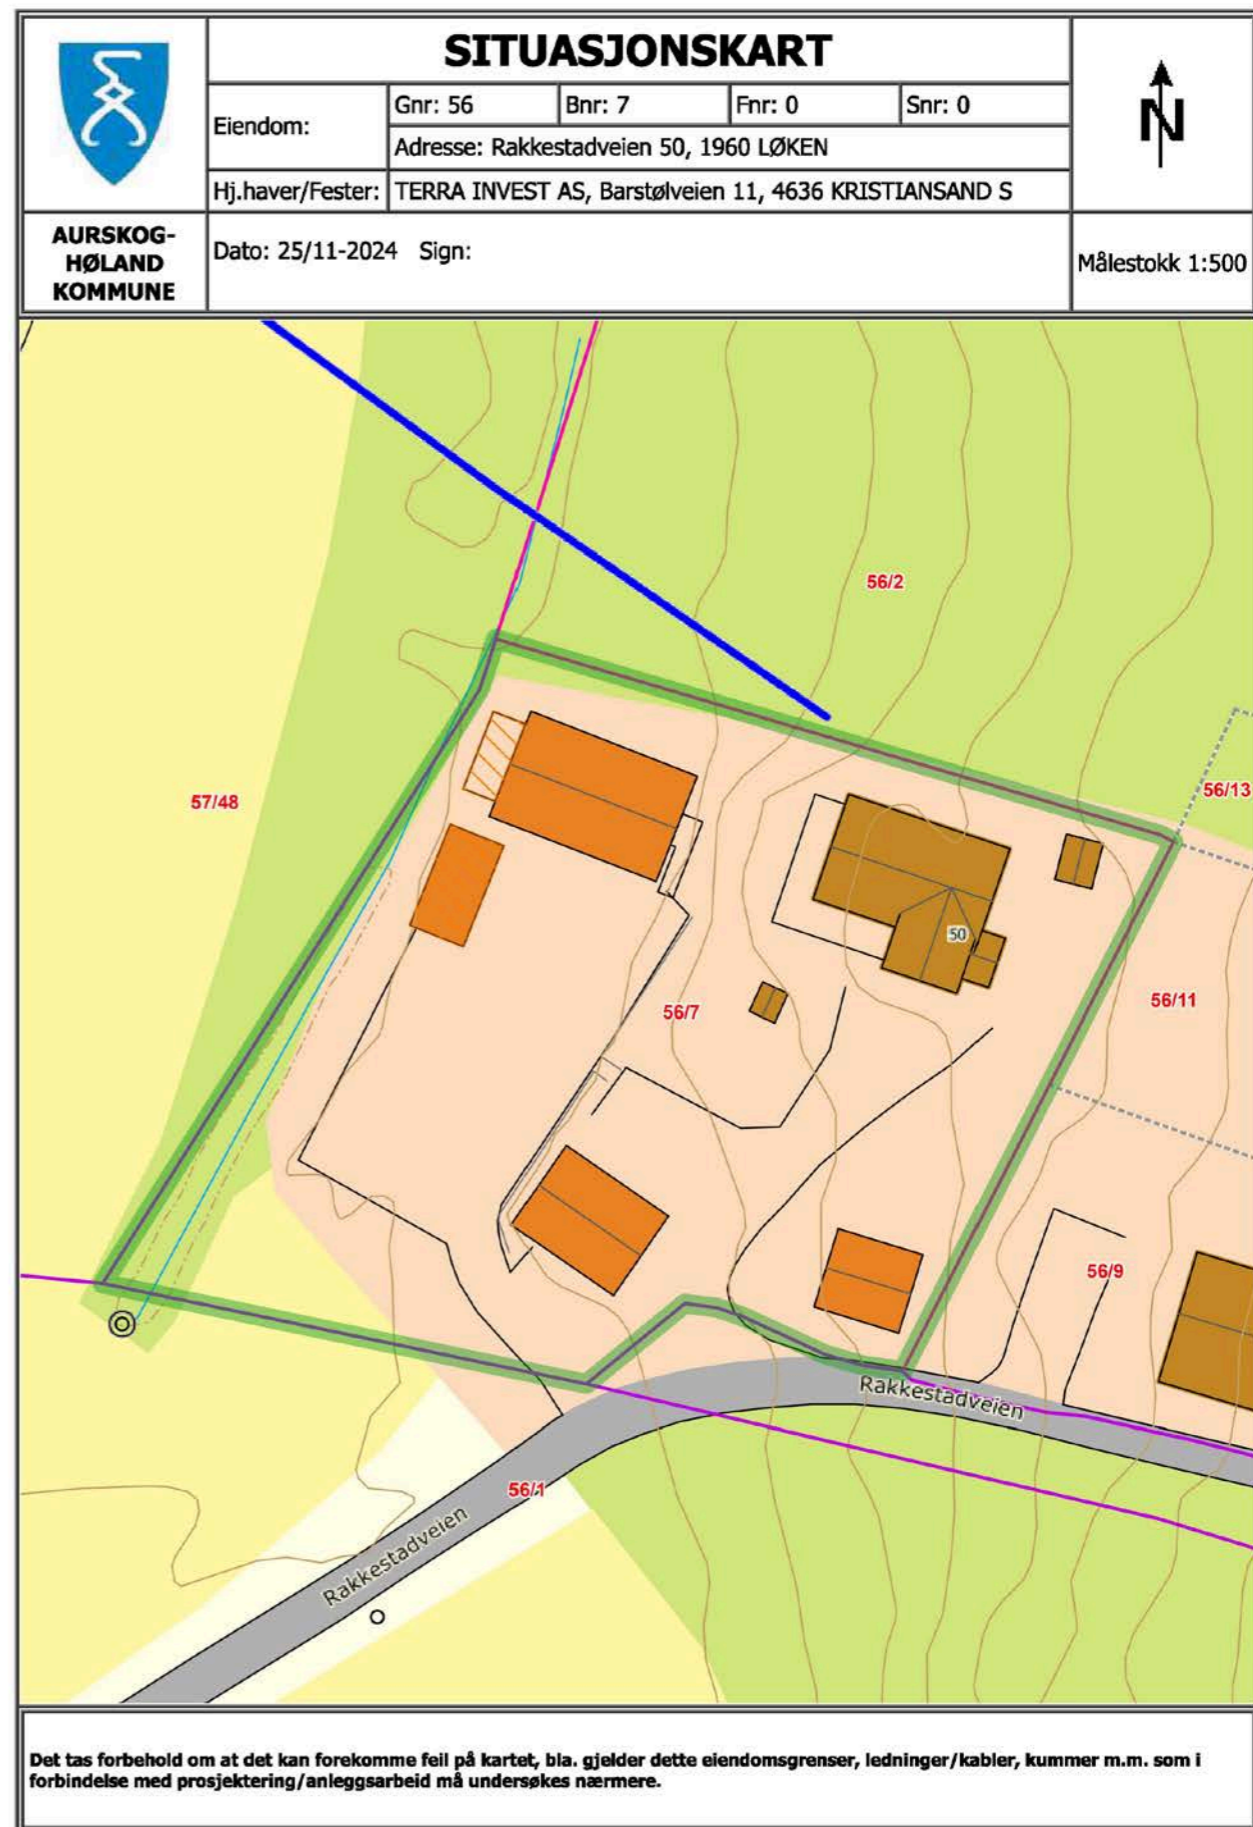 SITUASJONSKART
Eiendom:
Gnr: 56
Bnr: 7
Fnr: 0
Snr: 0
Adresse: Rakkestadveien 50, 1960 LØKEN
Hj.haver/Fester:
TERRA INVEST AS, Barstølveien 11, 4636 KRISTIANSAND S
N
AURSKOG-
HØLAND
KOMMUNE
Dato: 25/11-2024 Sign:
Målestokk 1:500
56/2
57/48
56/13
50
56/7
56/11
56/9
Rakkestadveien
56/1
Rakkestadveien
Det tas forbehold om at det kan forekomme feil på kartet, bla. gjelder dette eiendomsgrenser, ledninger/kabler, kummer m.m. som i
forbindelse med prosjektering/anleggsarbeid må undersøkes nærmere.